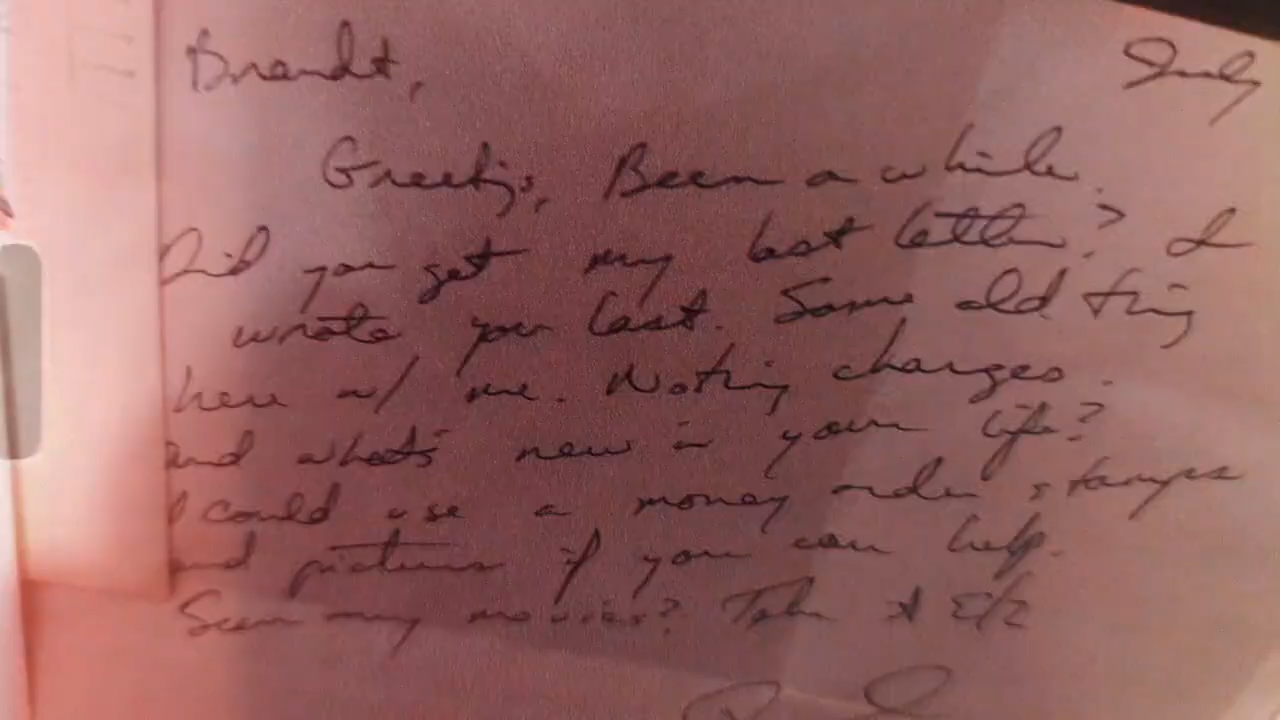 Brandt,
July
Greetings, Been a while.
Did you get my last letter? I
wrote you last. Same old thing
here w/ me. Nothing changes.
and what's new in your life?
I could use a money order stamps
and pictures if you can help.
Seen any movies? Take it E/Z